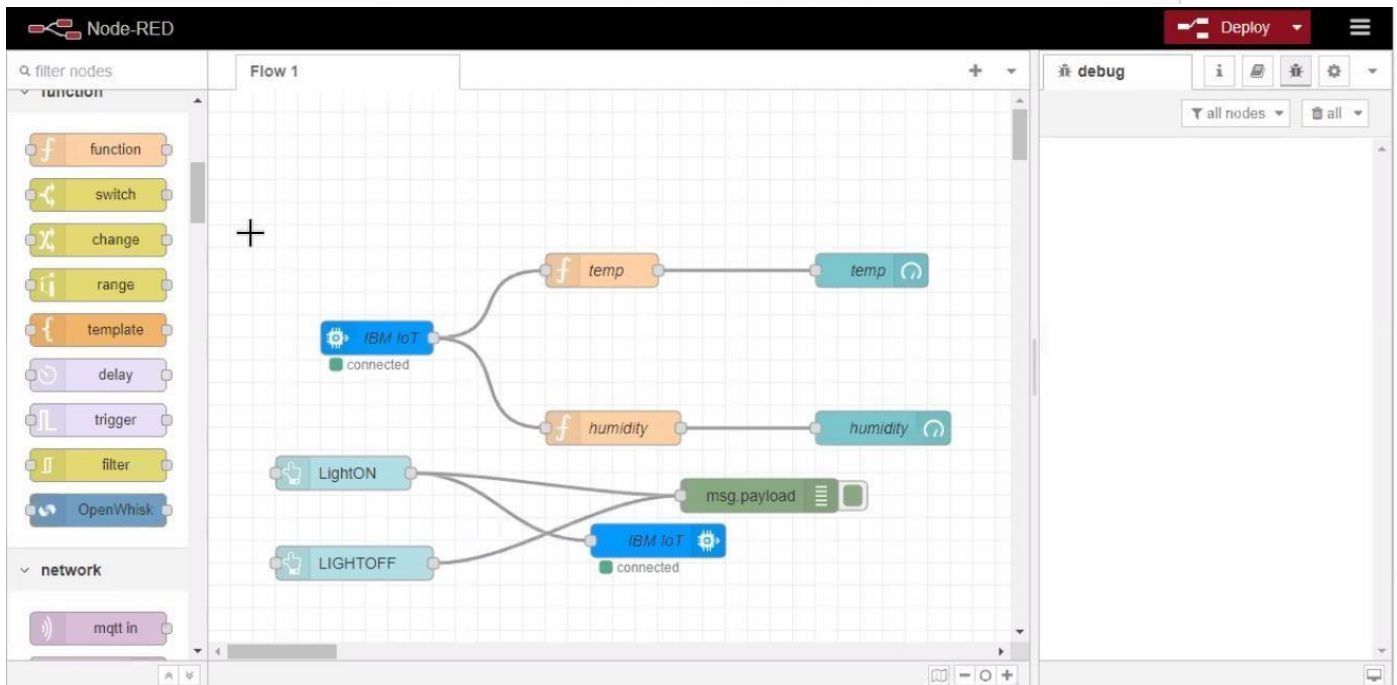 Node-RED
Deploy
filter nodes
Flow 1
debug
i
all nodes
all
function
function
switch
change
range
template
delay
trigger
filter
OpenWhisk
network
mqtt in
temp
temp
IBM IoT
connected
humidity
humidity
LightON
msg.payload
IBM IoT
connected
LIGHTOFF